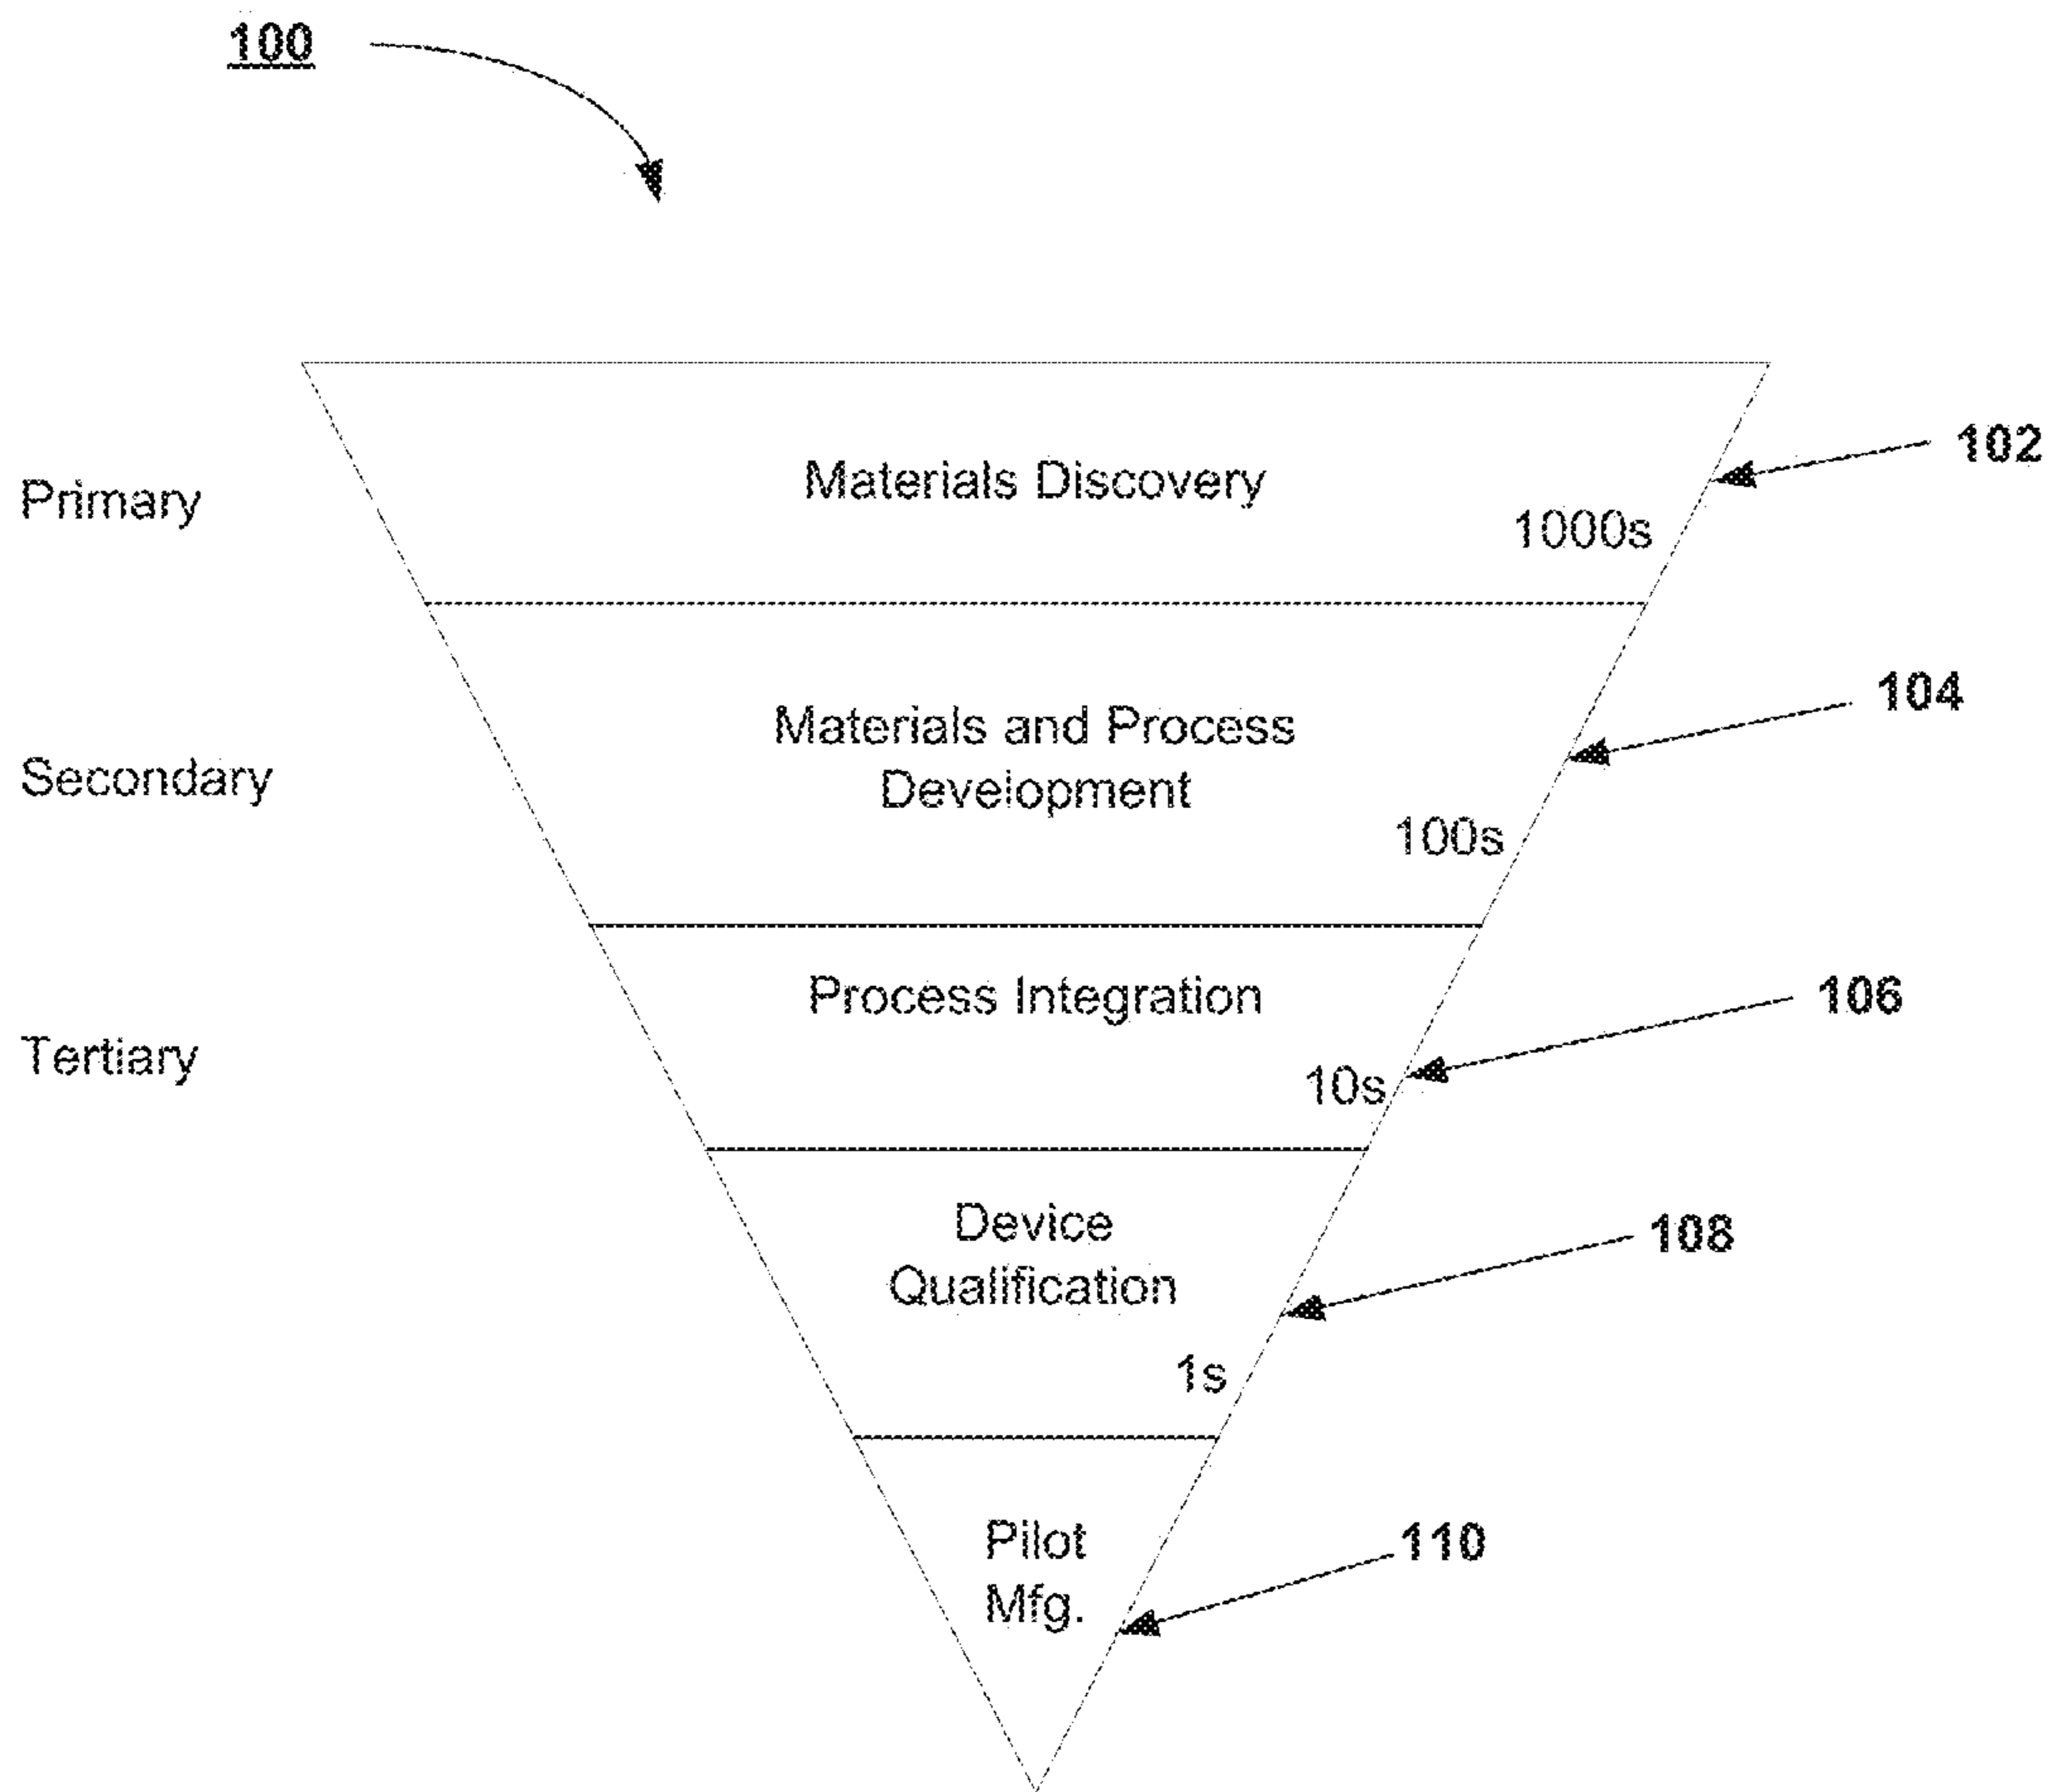 100
102
Materials Discovery
Primary
1000s
104
Materials and Process
Secondary
Development
100s
106
Process Integration
Tertiary
10s
Device
108
Qualification
1s
Pilot
110
Mfg.